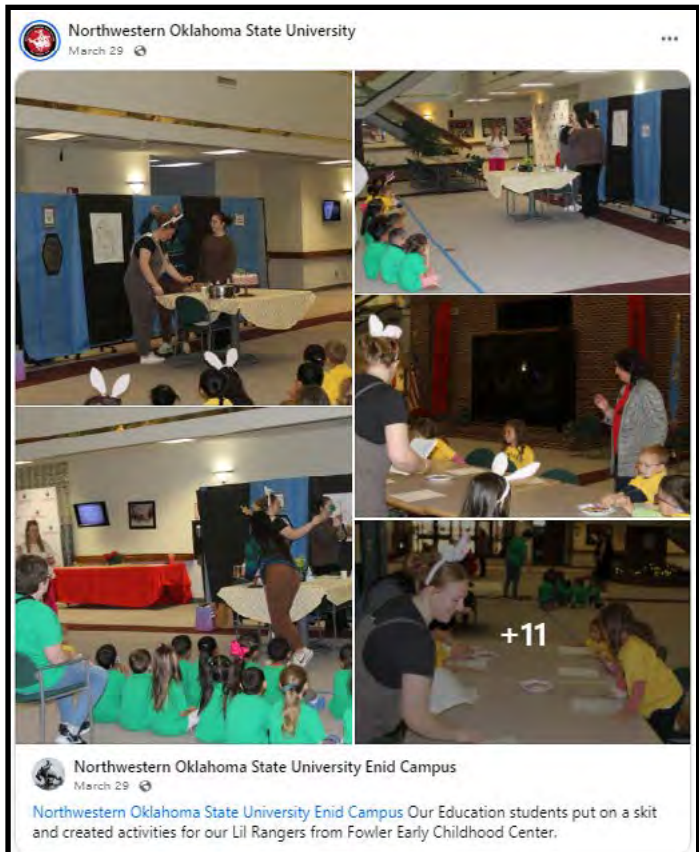 Northwestern Oklahoma State University
March 29
+11
Northwestern Oklahoma State University Enid Campus
March 29
Northwestern Oklahoma State University Enid Campus Our Education students put on a skit
and created activities for our Lil Rangers from Fowler Early Childhood Center.